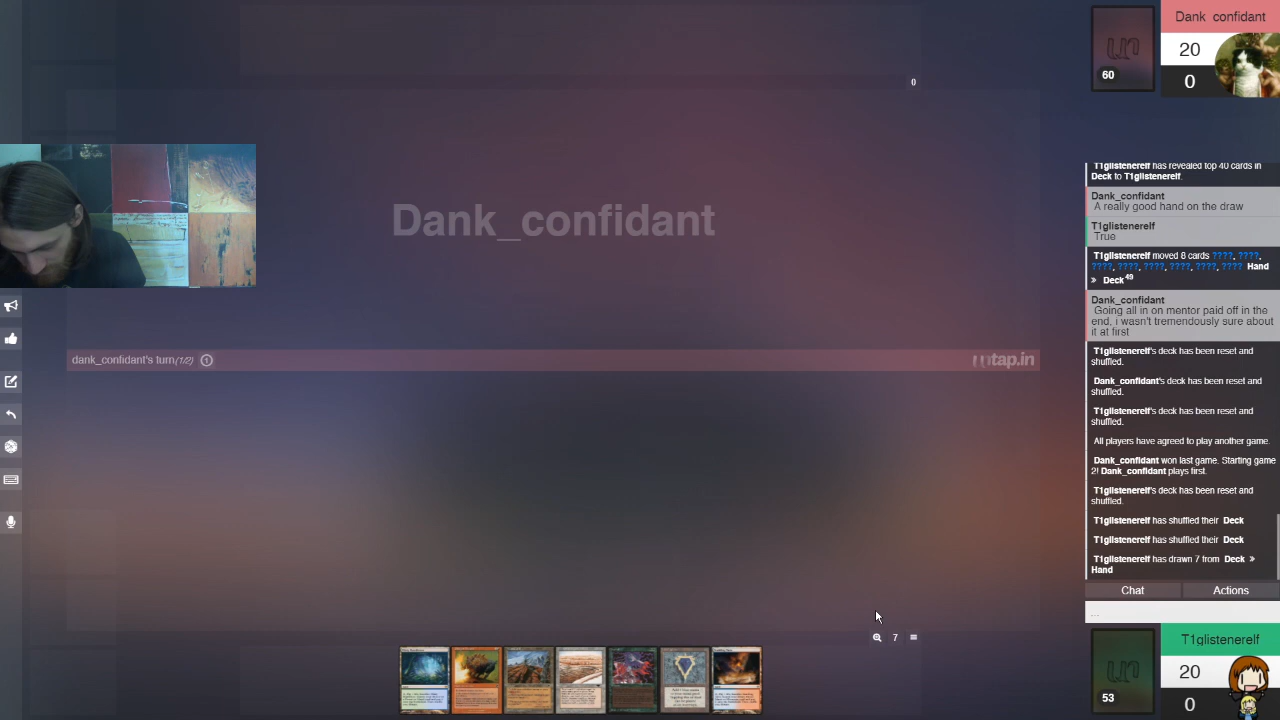 Dank confidant
20
60
0
0
T1glistenerelf has revealed top 40 cards in
Deck to T1glistenerelf.
Dank_confidant
A really good hand on the draw
Dank_confidant
T1glistenerelf
True
T1glistenerelf moved 8 cards ????, ????,
????, ????, ????, ????, ????, ???? Hand
» Deck49
Dank_confidant
Going all in on mentor paid off in the
end, i wasn't tremendously sure about
it at first
dank_confidant's turn(1/2) 1
untap.in
T1glistenerelf's deck has been reset and
shuffled.
Dank_confidant's deck has been reset and
shuffled.
T1glistenerelf's deck has been reset and
shuffled.
All players have agreed to play another game.
Dank_confidant won last game. Starting game
2! Dank_confidant plays first.
T1glistenerelf's deck has been reset and
shuffled.
T1glistenerelf has shuffled their Deck
T1glistenerelf has shuffled their Deck
T1glistenerelf has drawn 7 from Deck »
Hand
Chat Actions
...
7
T1glistenerelf
20
53
0